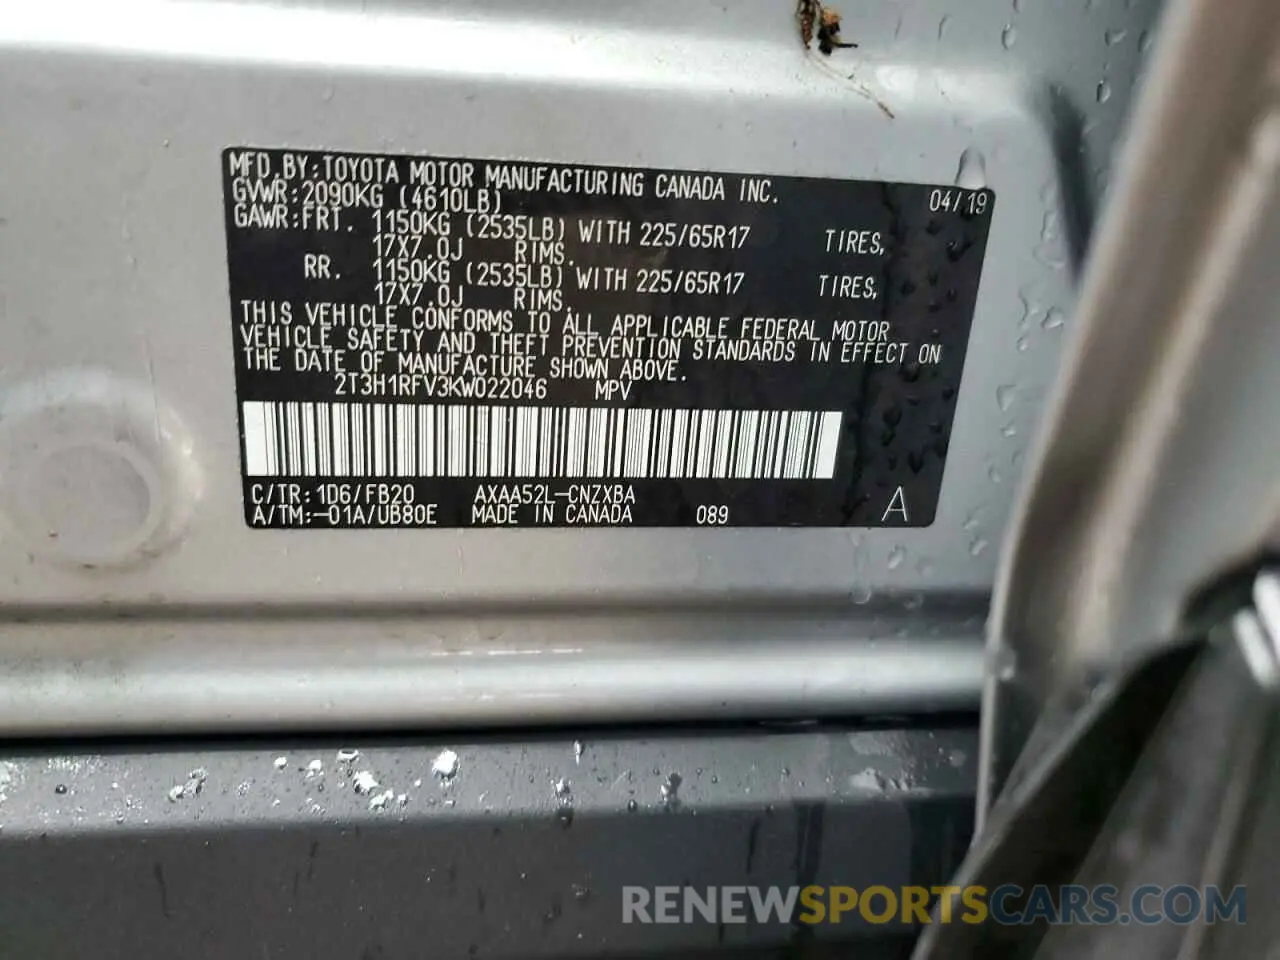 MFD.BY:TOYOTA MOTOR MANUFACTURING CANADA INC. 04/19
GVWR:2090KG (4610LB)
GAWR:FRT. 1150KG (2535LB) WITH 225/65R17 TIRES,
17X7.0J RIMS.
RR. 1150KG (2535LB) WITH 225/65R17 TIRES,
17X7.0J RIMS.
THIS VEHICLE CONFORMS TO ALL APPLICABLE FEDERAL MOTOR
VEHICLE SAFETY AND THEFT PREVENTION STANDARDS IN EFFECT ON
THE DATE OF MANUFACTURE SHOWN ABOVE.
2T3H1RFV3KW022046 MPV
C/TR:1D6/FB20 AXAA52L-CNZXBA
A/TM:-01A/UB80E MADE IN CANADA 089 A
RENEWSPORTSCARS.COM